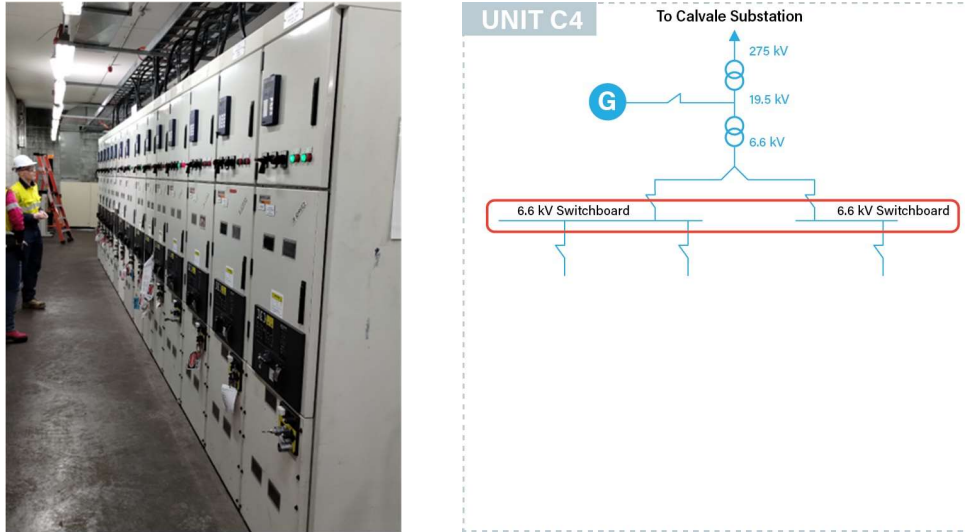 UNIT C4
To Calvale Substation
275 kV
G
19.5 kV
6.6 kV
6.6 kV Switchboard
6.6 kV Switchboard